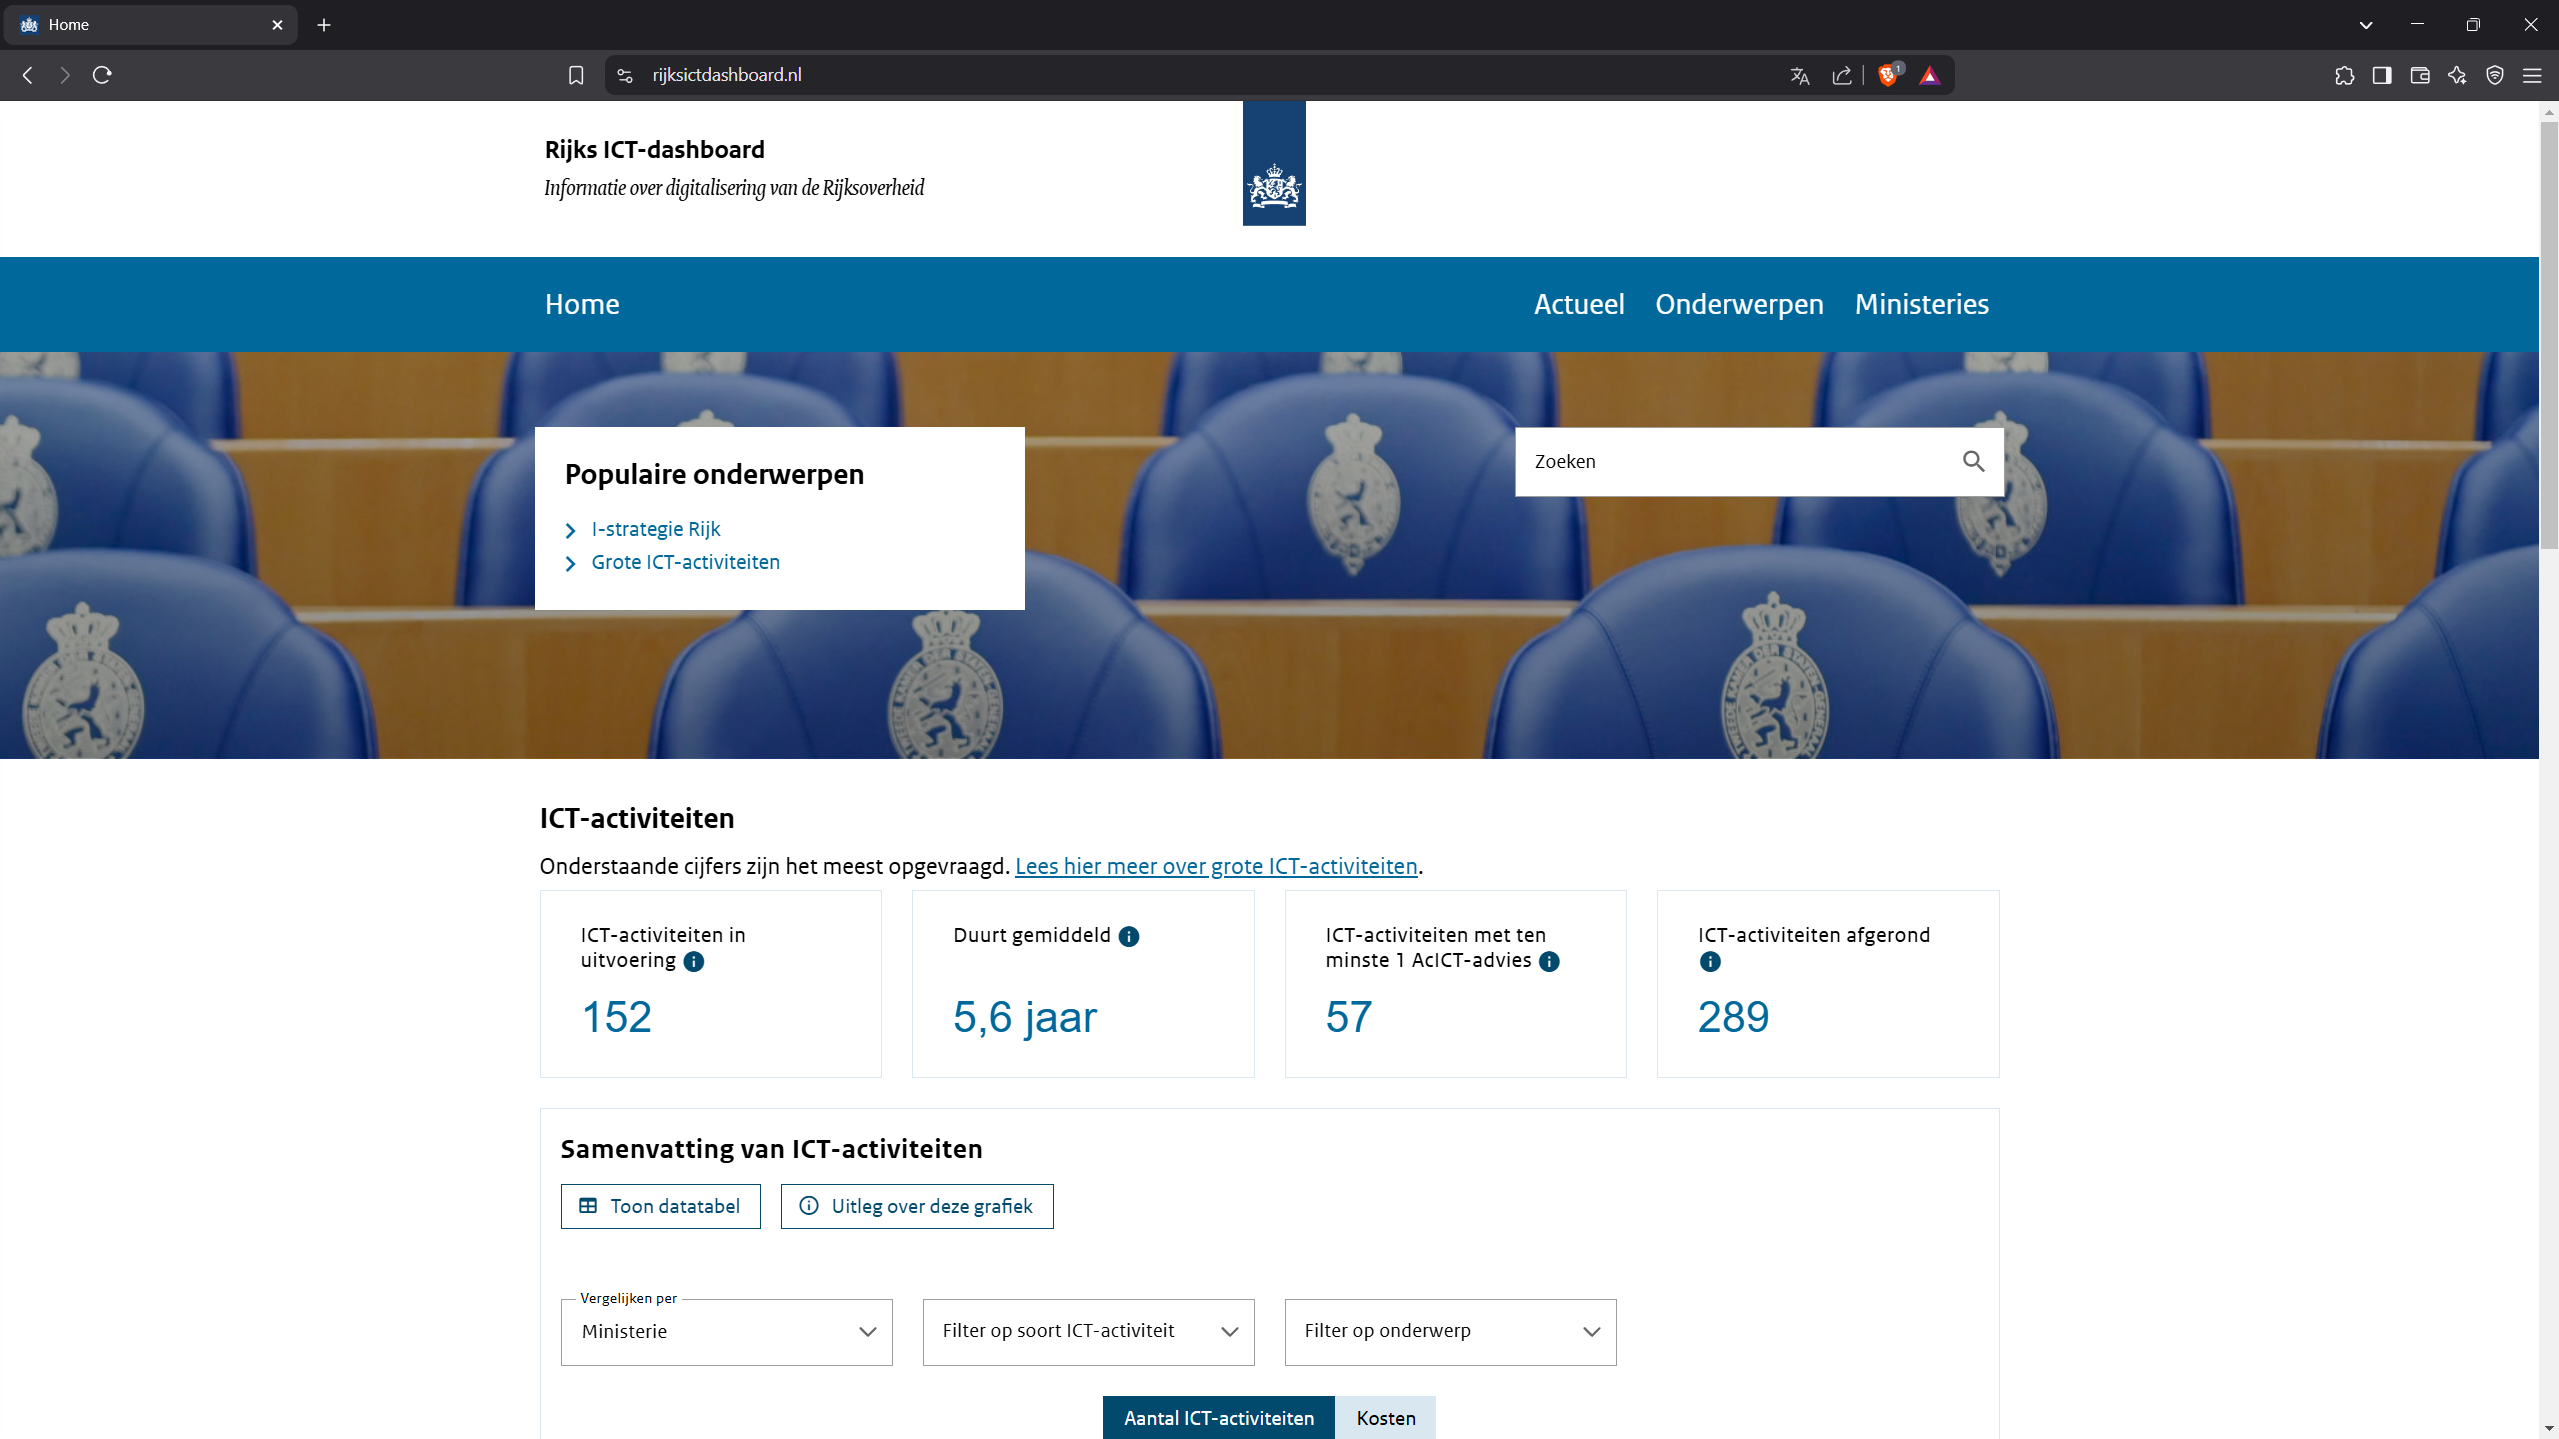 Home
rijksictdashboard.nl
1
Rijks ICT-dashboard
Informatie over digitalisering van de Rijksoverheid
Home
Actueel
Onderwerpen
Ministeries
Populaire onderwerpen
I-strategie Rijk
Grote ICT-activiteiten
Zoeken
ICT-activiteiten
Onderstaande cijfers zijn het meest opgevraagd. Lees hier meer over grote ICT-activiteiten.
ICT-activiteiten in
uitvoering
152
Duurt gemiddeld
5,6 jaar
ICT-activiteiten met ten
minste 1 AcICT-advies
57
ICT-activiteiten afgerond
289
Samenvatting van ICT-activiteiten
Toon datatabel
Uitleg over deze grafiek
Vergelijken per
Ministerie
Filter op soort ICT-activiteit
Filter op onderwerp
Aantal ICT-activiteiten
Kosten